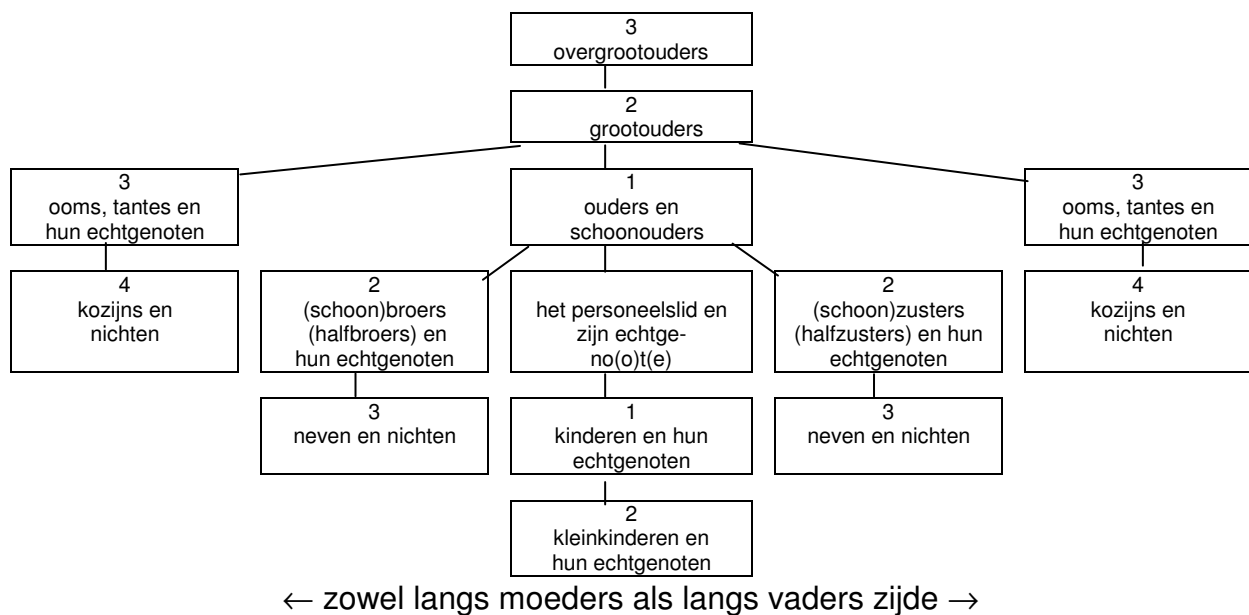 3
overgrootouders
2
grootouders
3
ooms, tantes en
hun echtgenoten
1
ouders en
schoonouders
3
ooms, tantes en
hun echtgenoten
4
kozijns en
nichten
2
(schoon)broers
(halfbroers) en
hun echtgenoten
het personeelslid en
zijn echtge-
no(o)t(e)
2
(schoon)zusters
(halfzusters) en hun
echtgenoten
4
kozijns en
nichten
3
neven en nichten
1
kinderen en hun
echtgenoten
3
neven en nichten
2
kleinkinderen en
hun echtgenoten
← zowel langs moeders als langs vaders zijde →